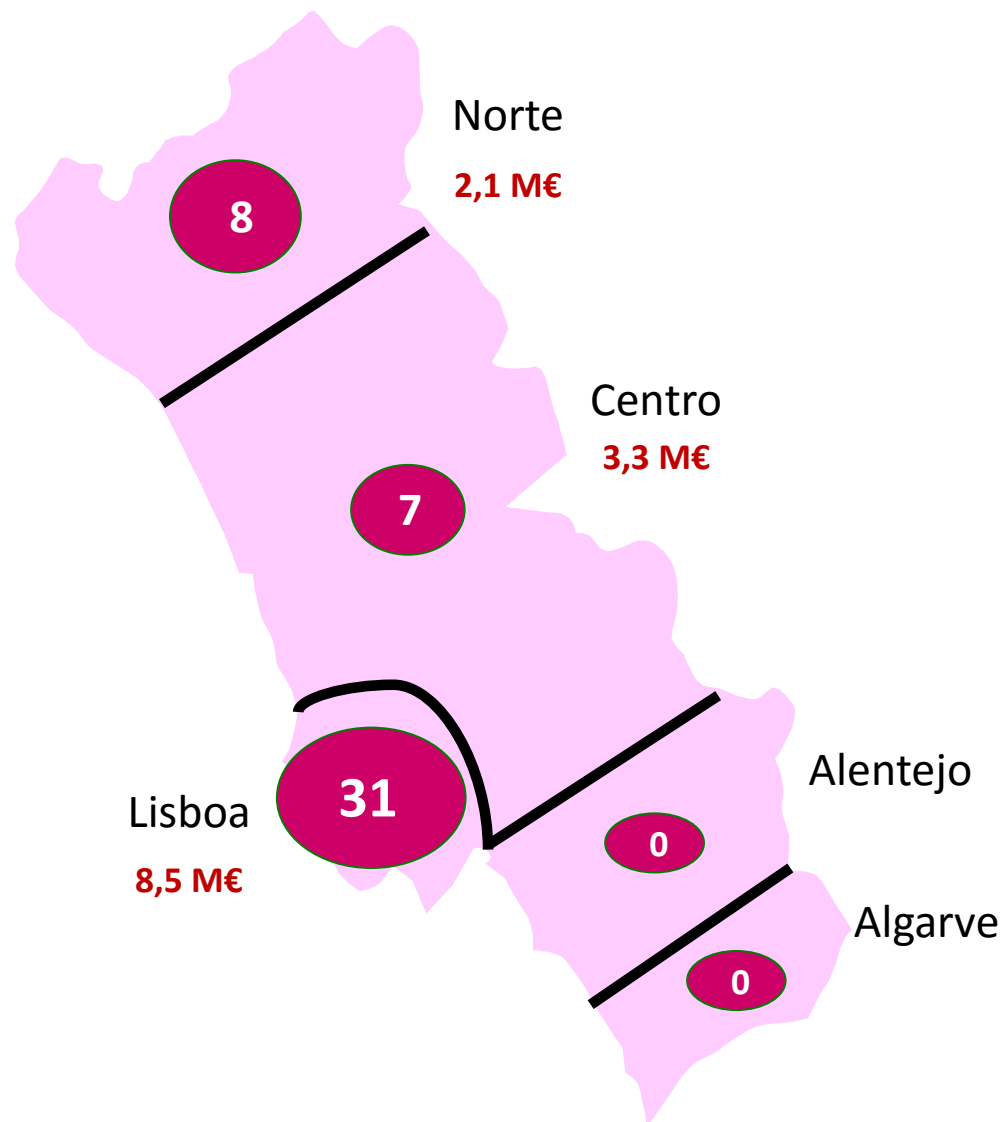 Norte
2,1 M€
8
Centro
3,3 M€
7
Lisboa
8,5 M€
31
Alentejo
0
Algarve
0